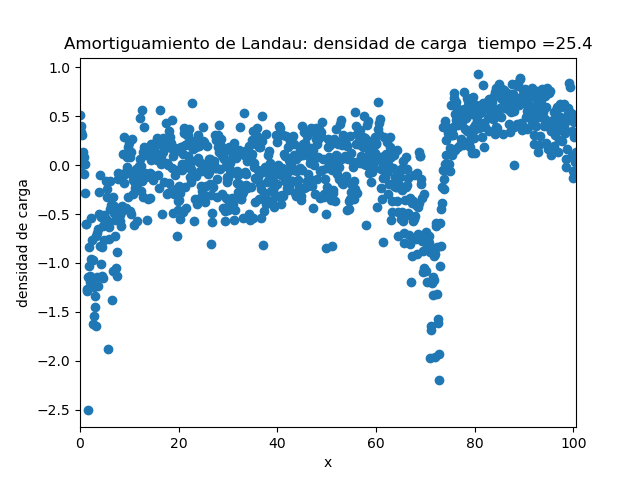 Amortiguamiento de Landau: densidad de carga  tiempo =25.4
1.0
0.5
0.0
−0.5
−1.0
−1.5
−2.0
−2.5
densidad de carga
0 20 40 60 80 100
x